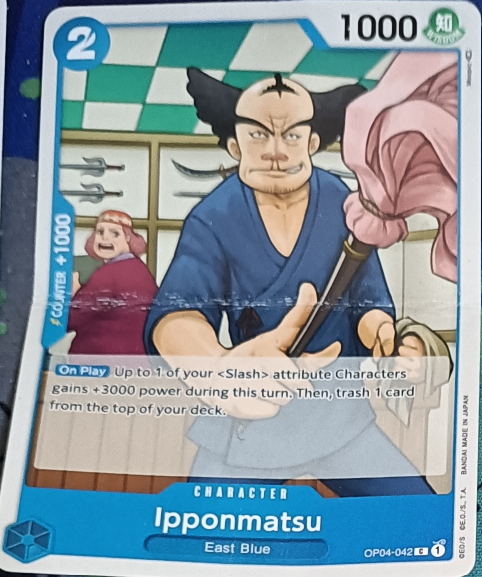 2
1000
知
WISDOM
COUNTER +1000
On Play Up to 1 of your <Slash> attribute Characters
gains +3000 power during this turn. Then, trash 1 card
from the top of your deck.
CHARACTER
Ipponmatsu
East Blue
OP04-042 C 1
©EO/S ©E.O./S., T.A. BANDAI MADE IN JAPAN